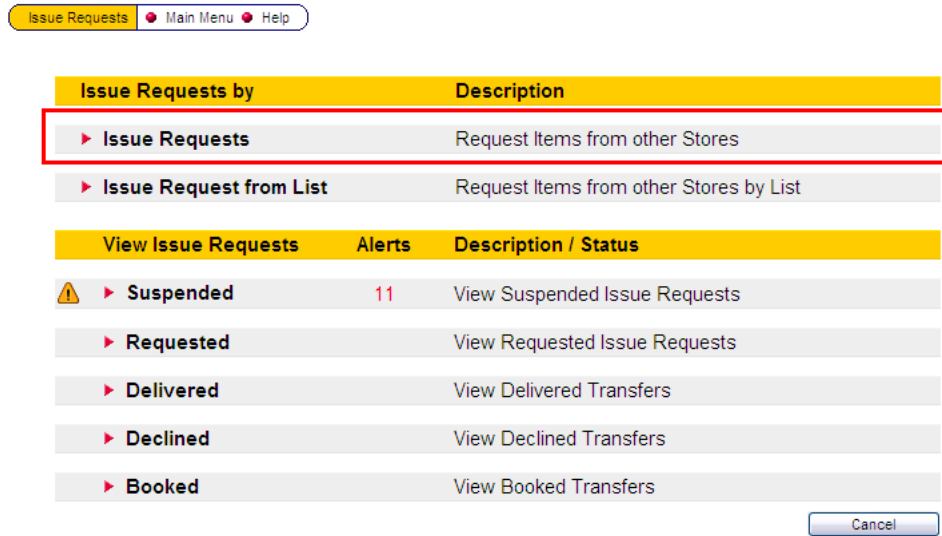 Issue Requests Main Menu Help
Issue Requests by Description
Issue Requests Request Items from other Stores
Issue Request from List Request Items from other Stores by List
View Issue Requests Alerts Description / Status
Suspended 11 View Suspended Issue Requests
Requested View Requested Issue Requests
Delivered View Delivered Transfers
Declined View Declined Transfers
Booked View Booked Transfers
Cancel